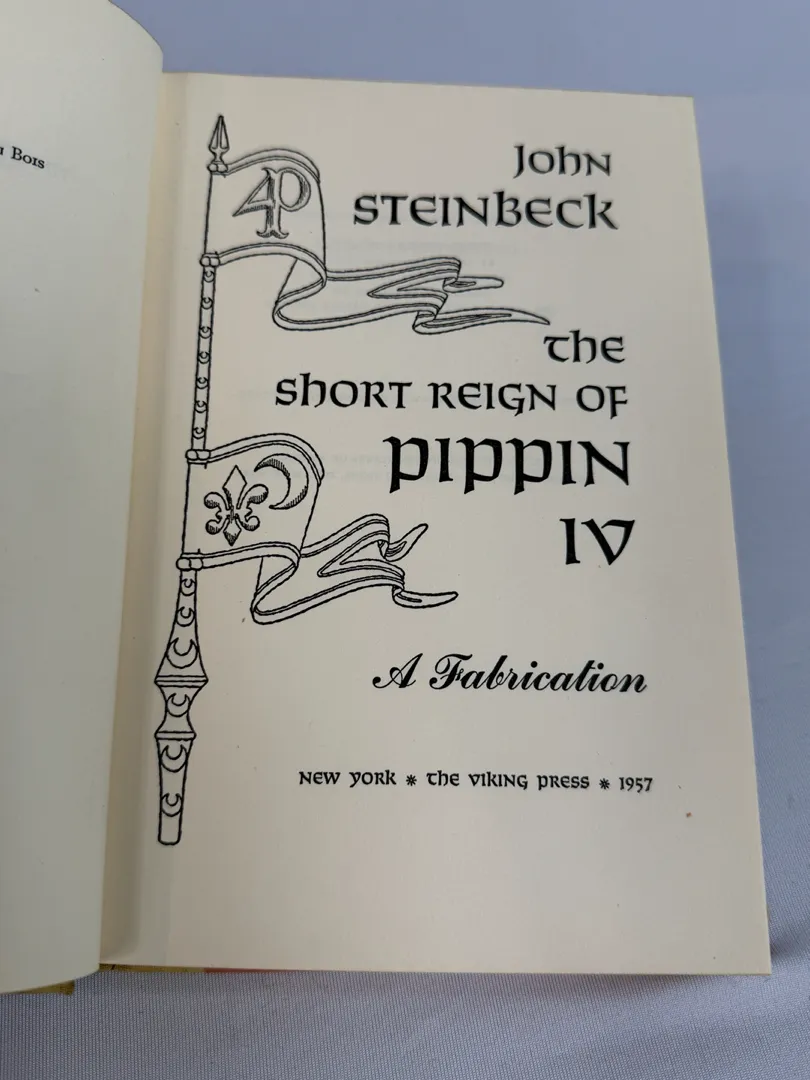 Bois
4P
John
STEINBECK
The
Short Reign of
Pippin
IV
A Fabrication
NEW YORK * The VIKING PRESS * 1957